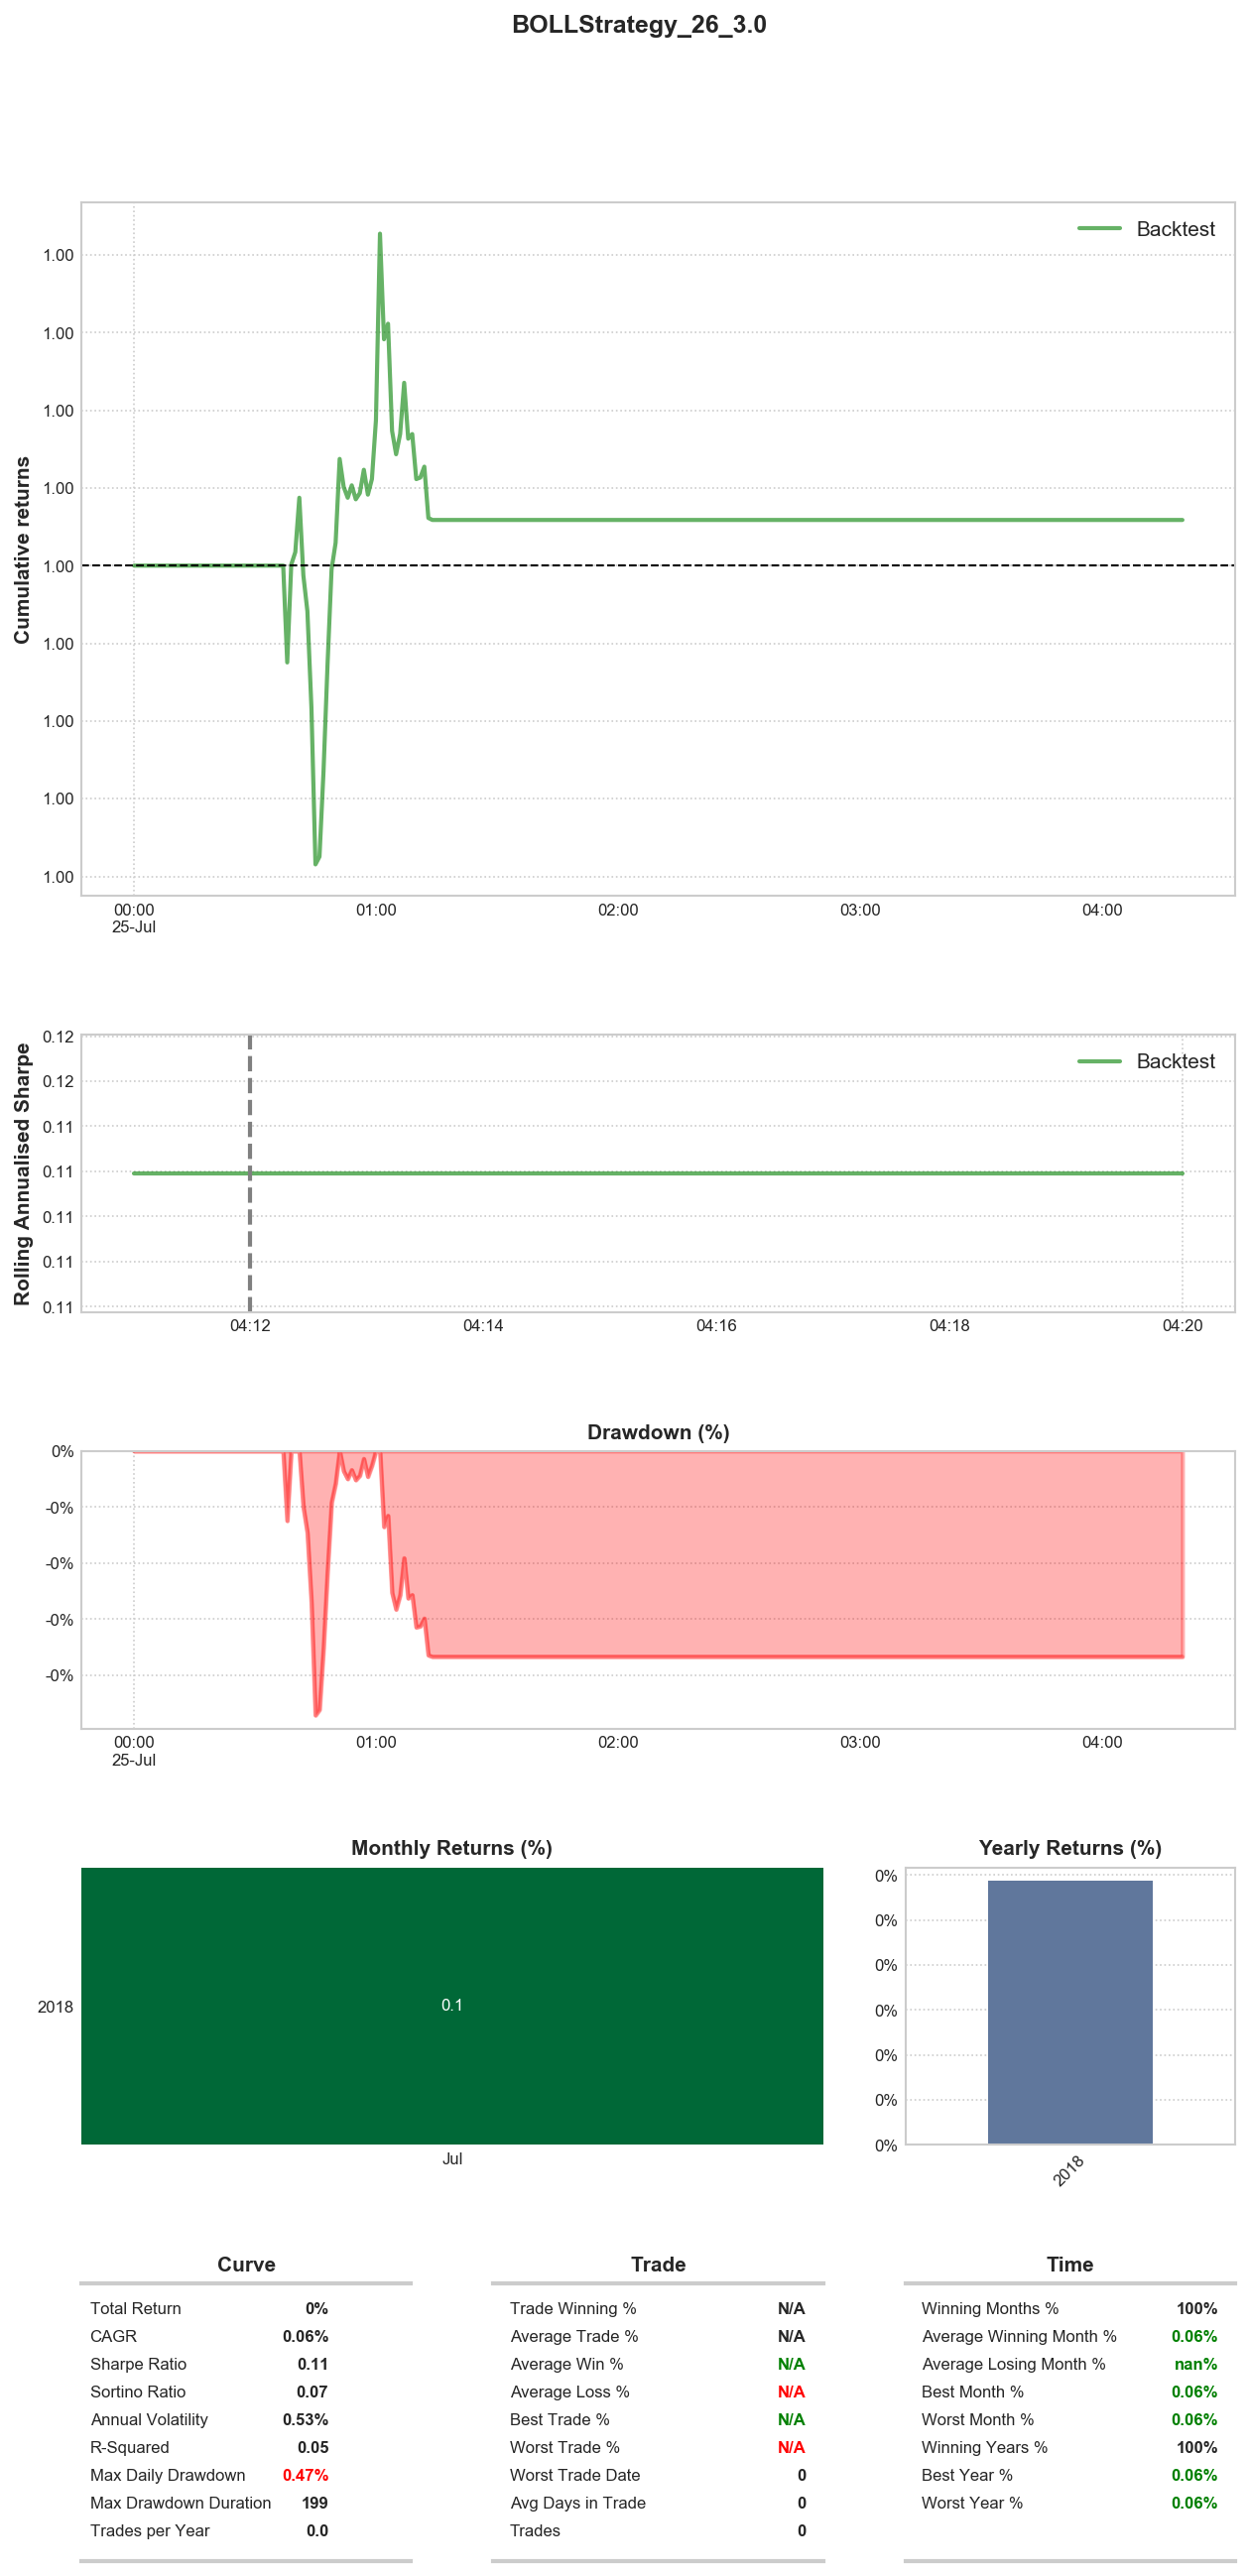 BOLLStrategy_26_3.0
Backtest
1.00
1.00
1.00
1.00
1.00
1.00
1.00
1.00
1.00
Cumulative returns
00:00 01:00 02:00 03:00 04:00
25-Jul
Backtest
0.12
0.12
0.11
0.11
0.11
0.11
0.11
Rolling Annualised Sharpe
04:12 04:14 04:16 04:18 04:20
Drawdown (%)
0%
-0%
-0%
-0%
-0%
00:00 01:00 02:00 03:00 04:00
25-Jul
Monthly Returns (%)
2018
0.1
Jul
Yearly Returns (%)
0%
0%
0%
0%
0%
0%
0%
2018
Curve
Total Return 0%
CAGR 0.06%
Sharpe Ratio 0.11
Sortino Ratio 0.07
Annual Volatility 0.53%
R-Squared 0.05
Max Daily Drawdown 0.47%
Max Drawdown Duration 199
Trades per Year 0.0
Trade
Trade Winning % N/A
Average Trade % N/A
Average Win % N/A
Average Loss % N/A
Best Trade % N/A
Worst Trade % N/A
Worst Trade Date 0
Avg Days in Trade 0
Trades 0
Time
Winning Months % 100%
Average Winning Month % 0.06%
Average Losing Month % nan%
Best Month % 0.06%
Worst Month % 0.06%
Winning Years % 100%
Best Year % 0.06%
Worst Year % 0.06%